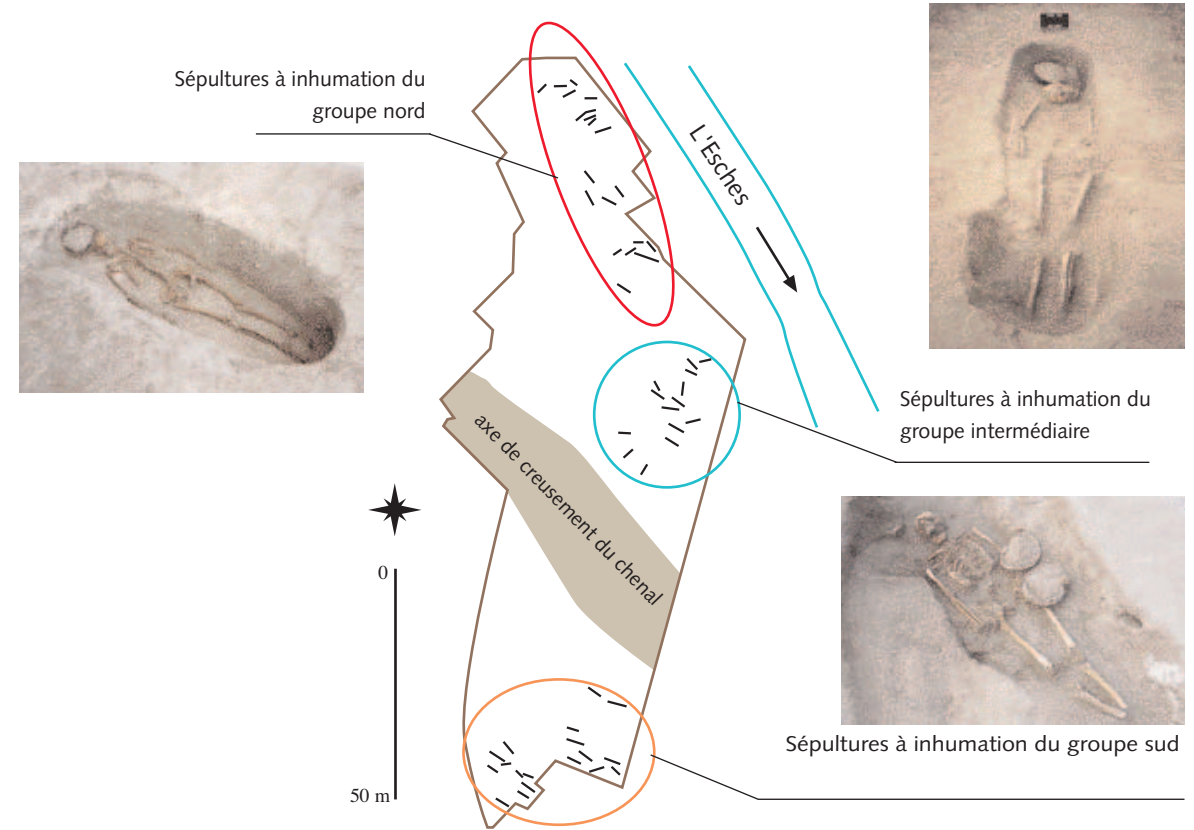 Sépultures à inhumation du
groupe nord
L'Esches
Sépultures à inhumation du
groupe intermédiaire
axe de creusement du chenal
0
50 m
Sépultures à inhumation du groupe sud